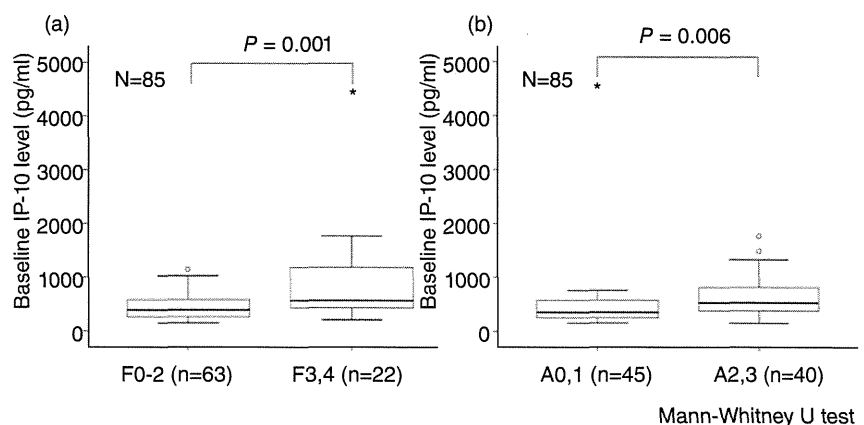 (a)
P = 0.001
N=85
Baseline IP-10 level (pg/ml)
5000
4000
3000
2000
1000
0
*
F0-2 (n=63)
F3,4 (n=22)
(b)
P = 0.006
N=85
Baseline IP-10 level (pg/ml)
5000
4000
3000
2000
1000
0
*
A0,1 (n=45)
A2,3 (n=40)
Mann-Whitney U test